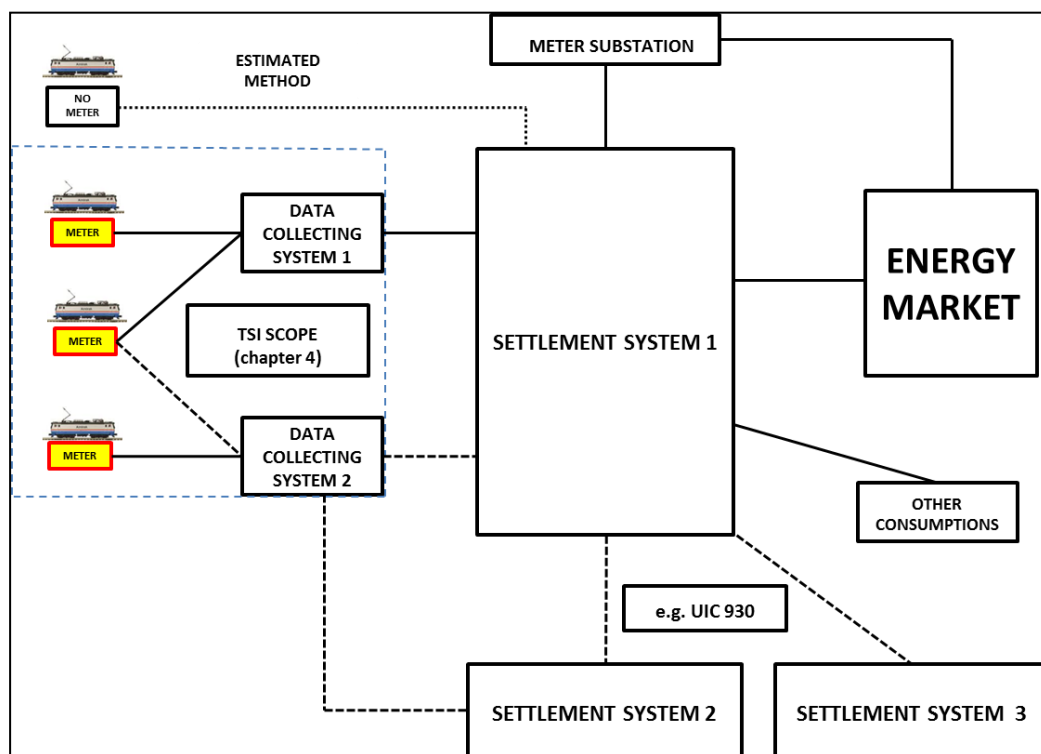 METER SUBSTATION
ESTIMATED
METHOD
NO
METER
METER
DATA
COLLECTING
SYSTEM 1
ENERGY
MARKET
METER
TSI SCOPE
(chapter 4)
SETTLEMENT SYSTEM 1
METER
DATA
COLLECTING
SYSTEM 2
OTHER
CONSUMPTIONS
e.g. UIC 930
SETTLEMENT SYSTEM 2
SETTLEMENT SYSTEM 3